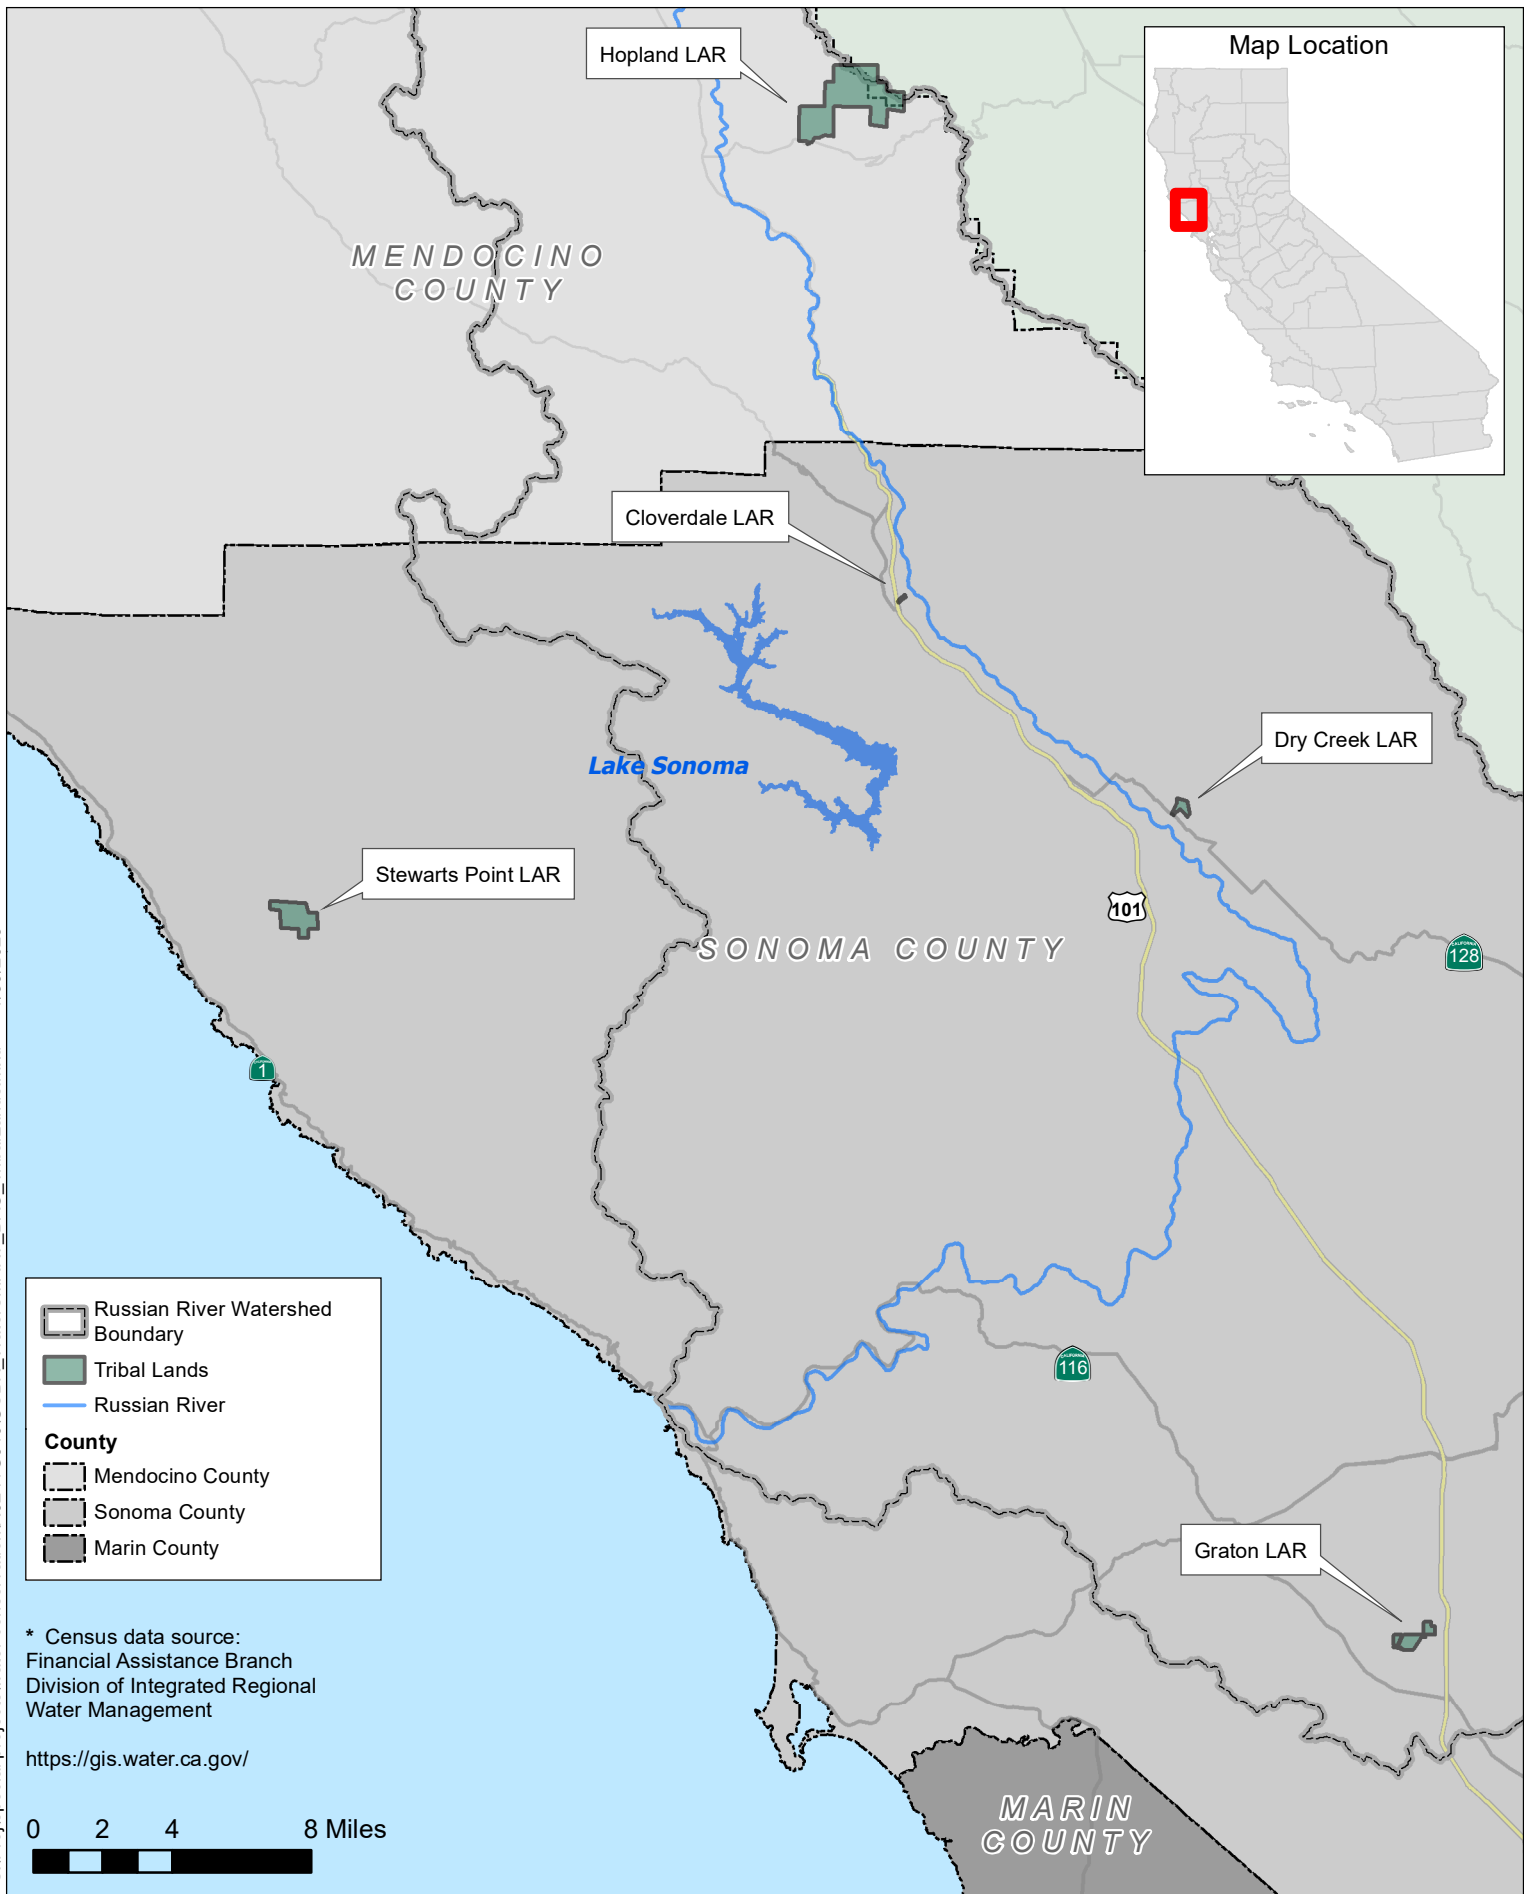 Map Location
Hopland LAR
MENDOCINO
COUNTY
Cloverdale LAR
Dry Creek LAR
Lake Sonoma
Stewarts Point LAR
101
SONOMA COUNTY
CALIFORNIA
128
1
CALIFORNIA
116
Russian River Watershed
Boundary
Tribal Lands
Russian River
County
Mendocino County
Sonoma County
Marin County
Graton LAR
* Census data source:
Financial Assistance Branch
Division of Integrated Regional
Water Management
https://gis.water.ca.gov/
MARIN
COUNTY
0 2 4 8 Miles